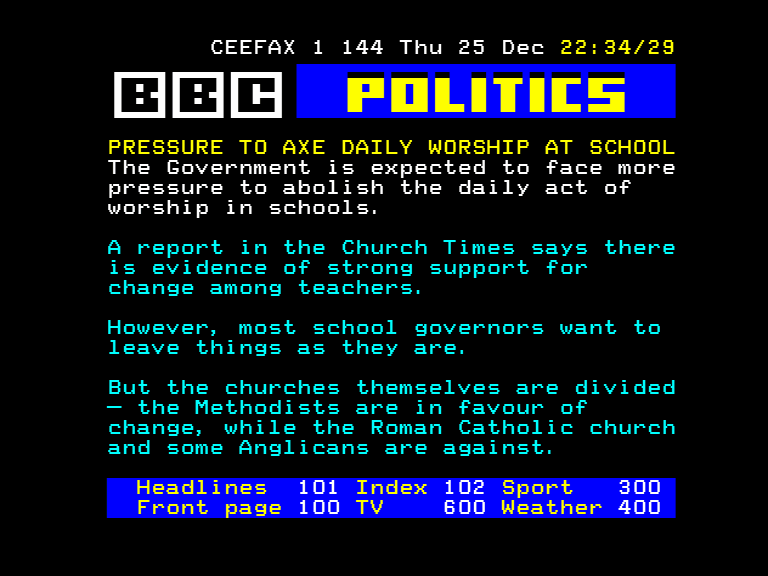 CEEFAX 1 144 Thu 25 Dec 22:34/29
BBC POLITICS
PRESSURE TO AXE DAILY WORSHIP AT SCHOOL
The Government is expected to face more
pressure to abolish the daily act of
worship in schools.
A report in the Church Times says there
is evidence of strong support for
change among teachers.
However, most school governors want to
leave things as they are.
But the churches themselves are divided
– the Methodists are in favour of
change, while the Roman Catholic church
and some Anglicans are against.
Headlines 101 Index 102 Sport 300
Front page 100 TV 600 Weather 400